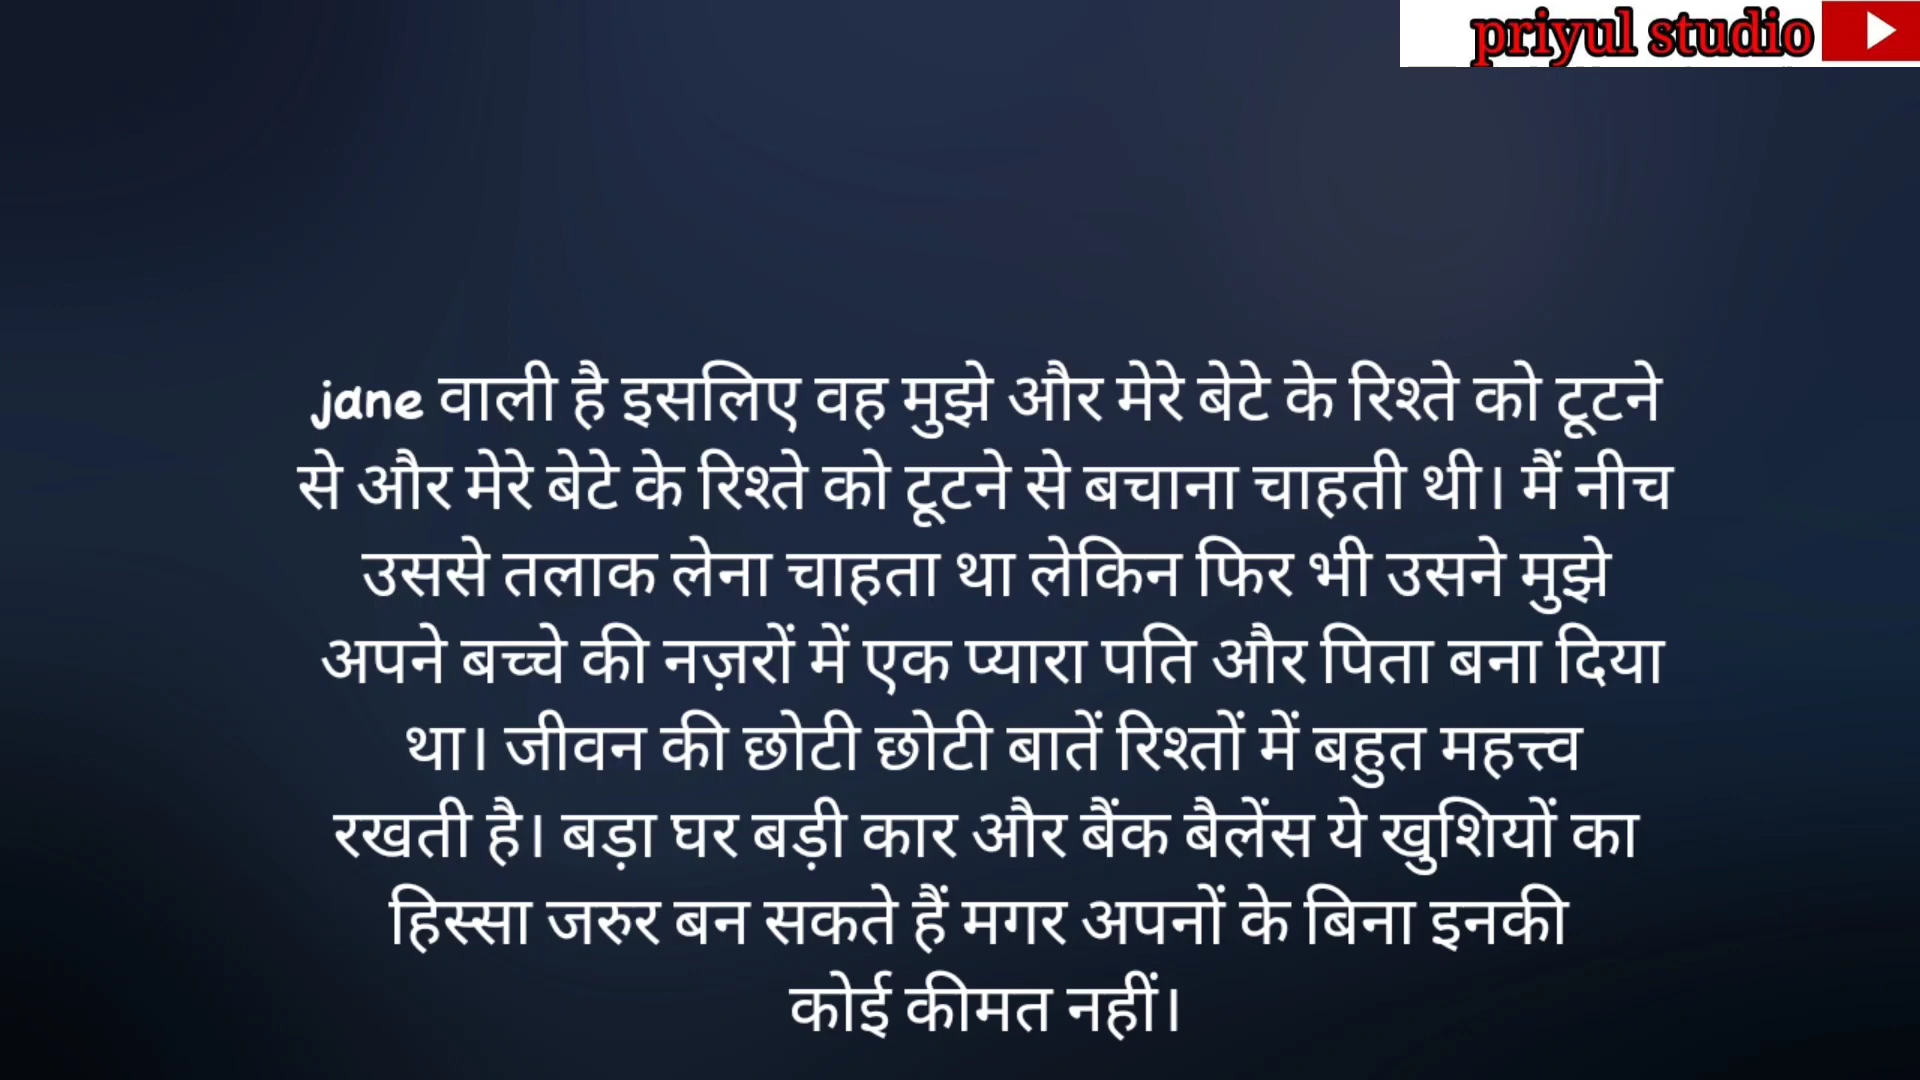 priyul studio
jane वाली है इसलिए वह मुझे और मेरे बेटे के रिश्ते को टूटने
से और मेरे बेटे के रिश्ते को टूटने से बचाना चाहती थी। मैं नीच
उससे तलाक लेना चाहता था लेकिन फिर भी उसने मुझे
अपने बच्चे की नज़रों में एक प्यारा पति और पिता बना दिया
था। जीवन की छोटी छोटी बातें रिश्तों में बहुत महत्त्व
रखती है। बड़ा घर बड़ी कार और बैंक बैलेंस ये खुशियों का
हिस्सा जरुर बन सकते हैं मगर अपनों के बिना इनकी
कोई कीमत नहीं।